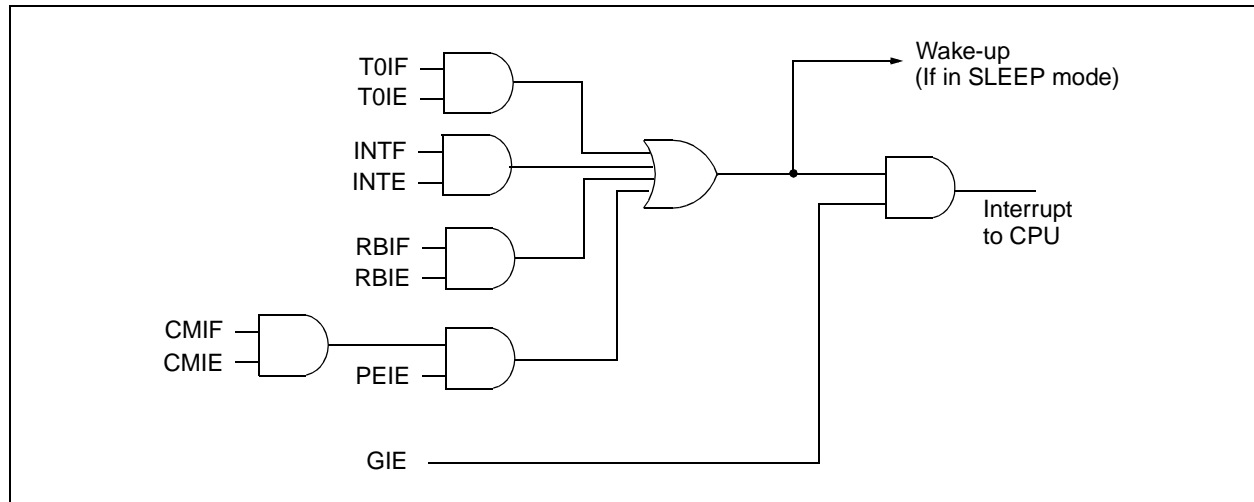 T0IF
T0IE
INTF
INTE
RBIF
RBIE
CMIF
CMIE
PEIE
GIE
Wake-up
(If in SLEEP mode)
Interrupt
to CPU